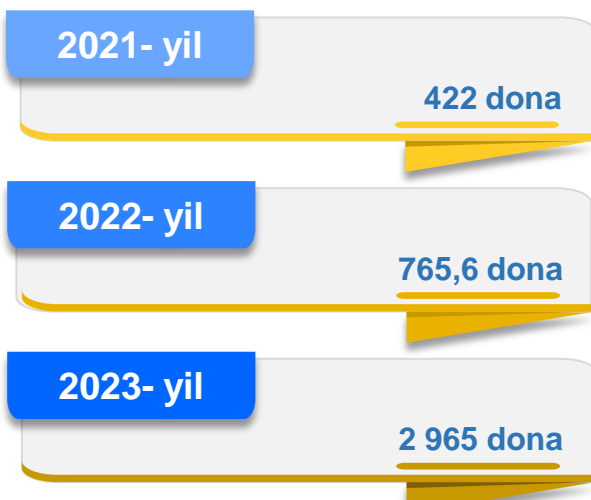 2021- yil
422 dona
2022- yil
765,6 dona
2023- yil
2 965 dona